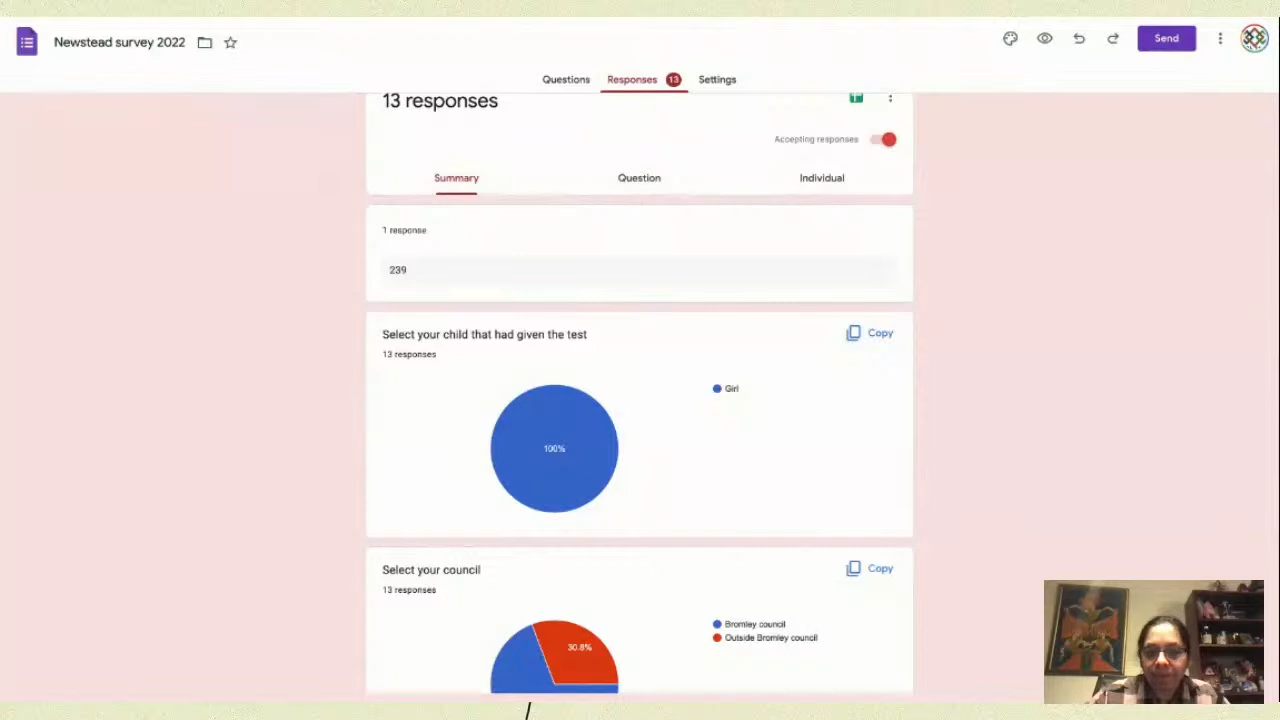 Newstead survey 2022
Send
Questions
Responses 13
Settings
13 responses
Accepting responses
Summary
Question
Individual
1 response
239
Select your child that had given the test
Copy
13 responses
Girl
100%
Select your council
Copy
13 responses
Bromley council
Outside Bromley council
30.8%